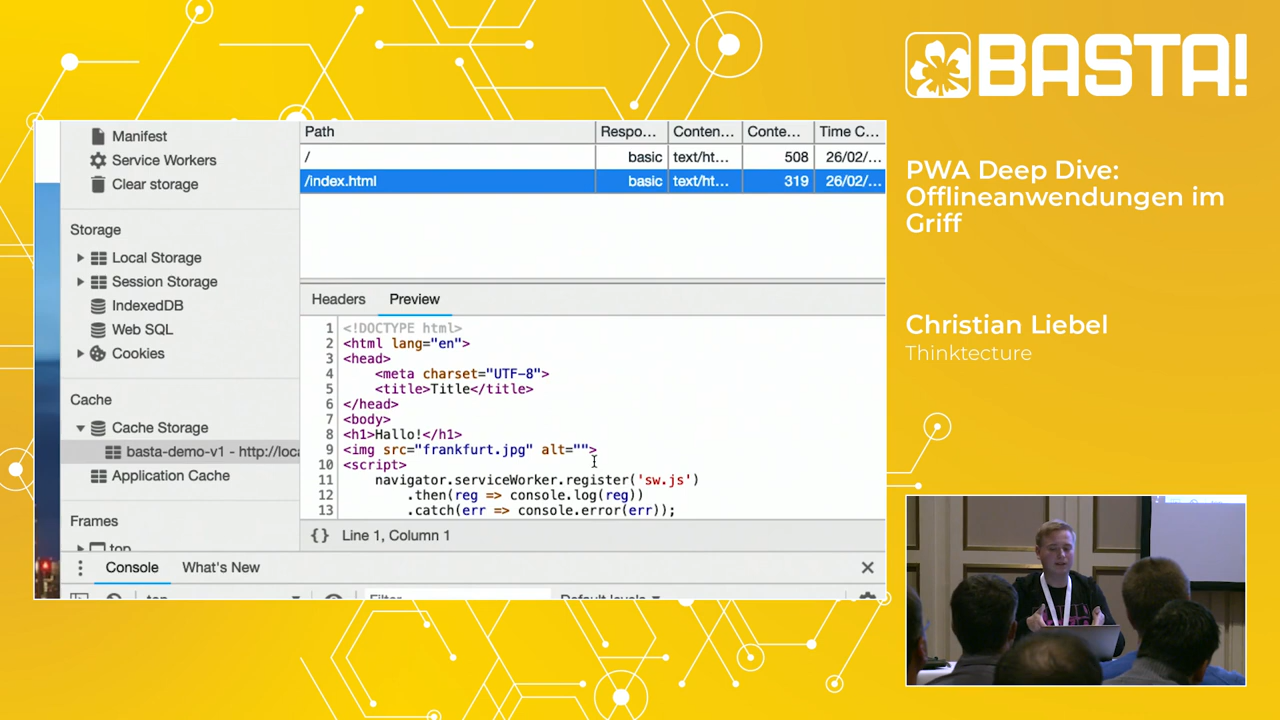 BASTA!
PWA Deep Dive:
Offlineanwendungen im
Griff
Christian Liebel
Thinktecture
Manifest
Service Workers
Clear storage
Storage
Local Storage
Session Storage
IndexedDB
Web SQL
Cookies
Cache
Cache Storage
basta-demo-v1 - http://loca
Application Cache
Frames
top
Path Respo... Conten... Conte... Time C...
/ basic text/ht... 508 26/02/...
/index.html basic text/ht... 319 26/02/...
Headers Preview
1 <!DOCTYPE html>
2 <html lang="en">
3 <head>
4 <meta charset="UTF-8">
5 <title>Title</title>
6 </head>
7 <body>
8 <h1>Hallo!</h1>
9 <img src="frankfurt.jpg" alt="">
10 <script>
11 navigator.serviceWorker.register('sw.js')
12 .then(reg => console.log(reg))
13 .catch(err => console.error(err));
{} Line 1, Column 1
Console What's New
top Filter Default levels